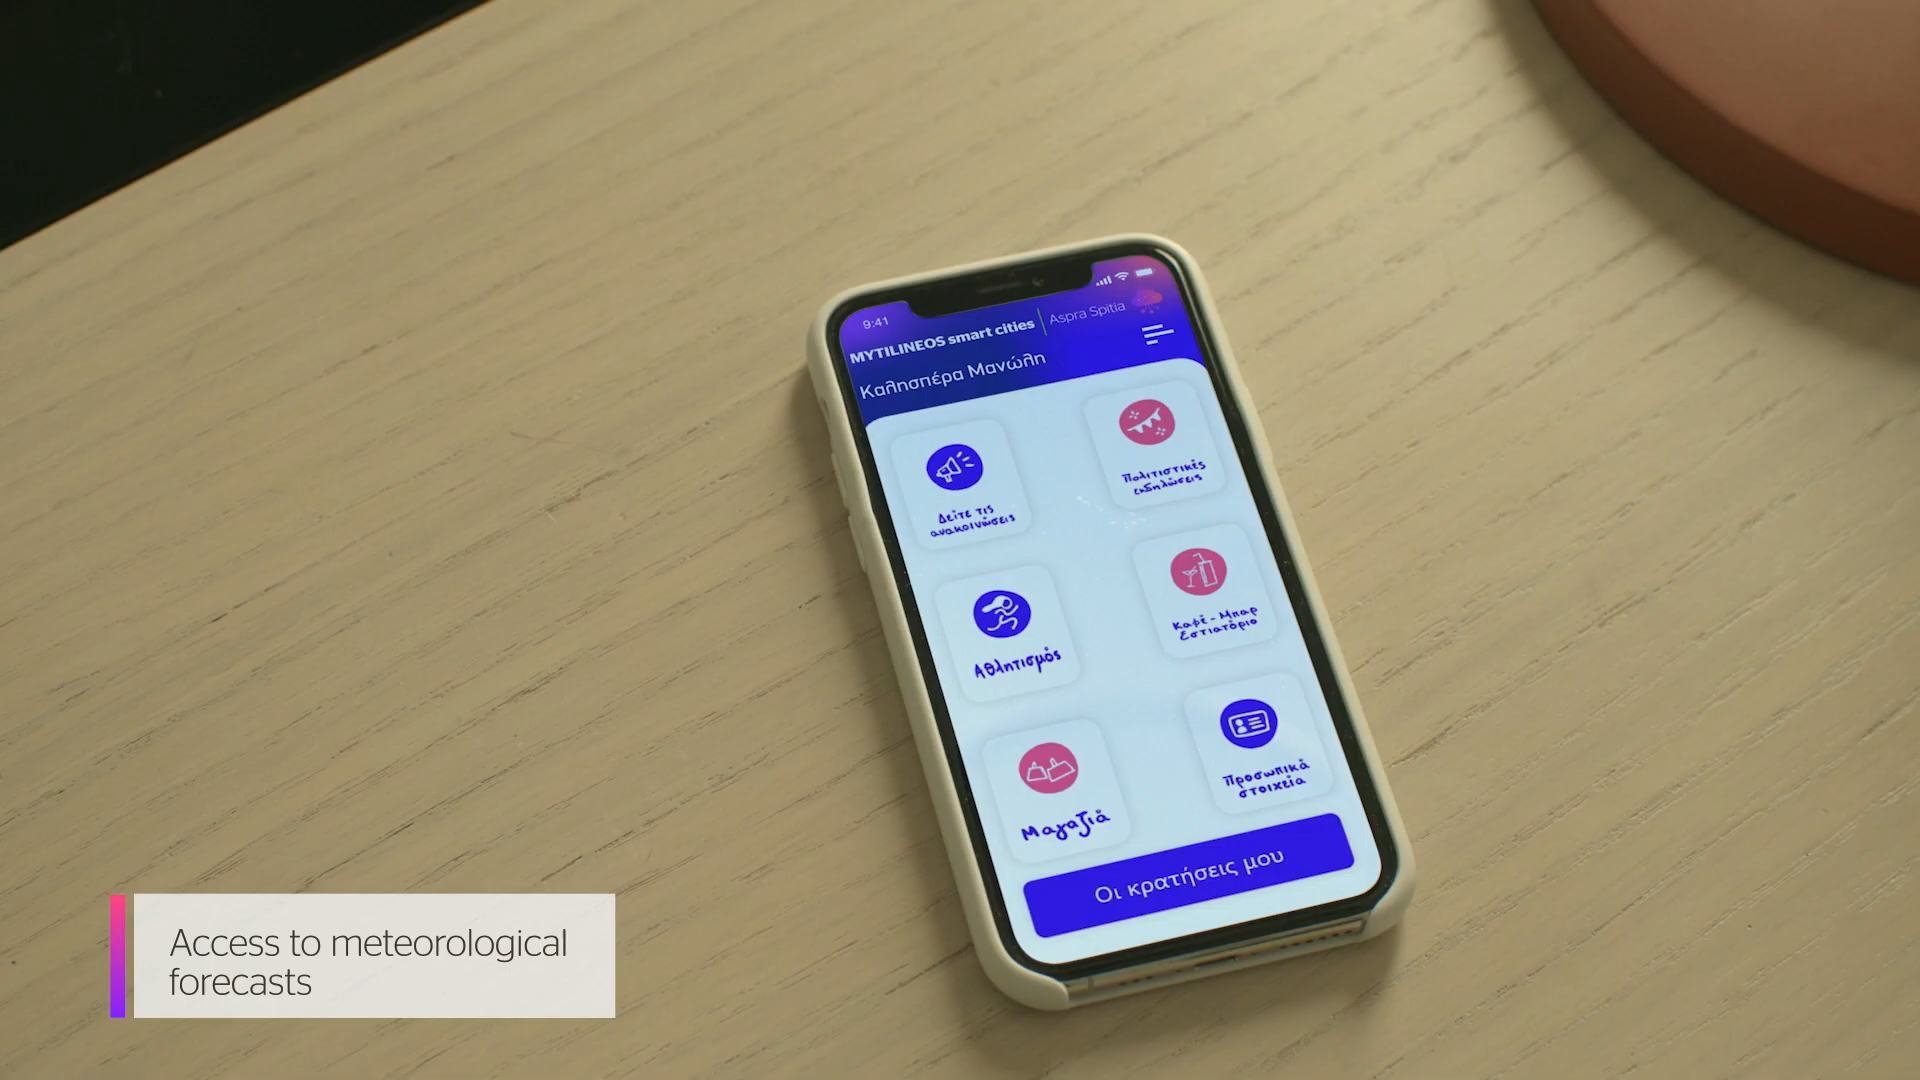 9:41
MYTILINEOS smart cities | Aspra Spitia
Καλησπέρα Μανώλη
Δείτε τις
ανακοινώσεις
Πολιτιστικές
εκδηλώσεις
Αθλητισμός
Καφέ - Μπαρ
Εστιατόριο
Μαγαζιά
Προσωπικά
στοιχεία
Οι κρατήσεις μου
Access to meteorological
forecasts